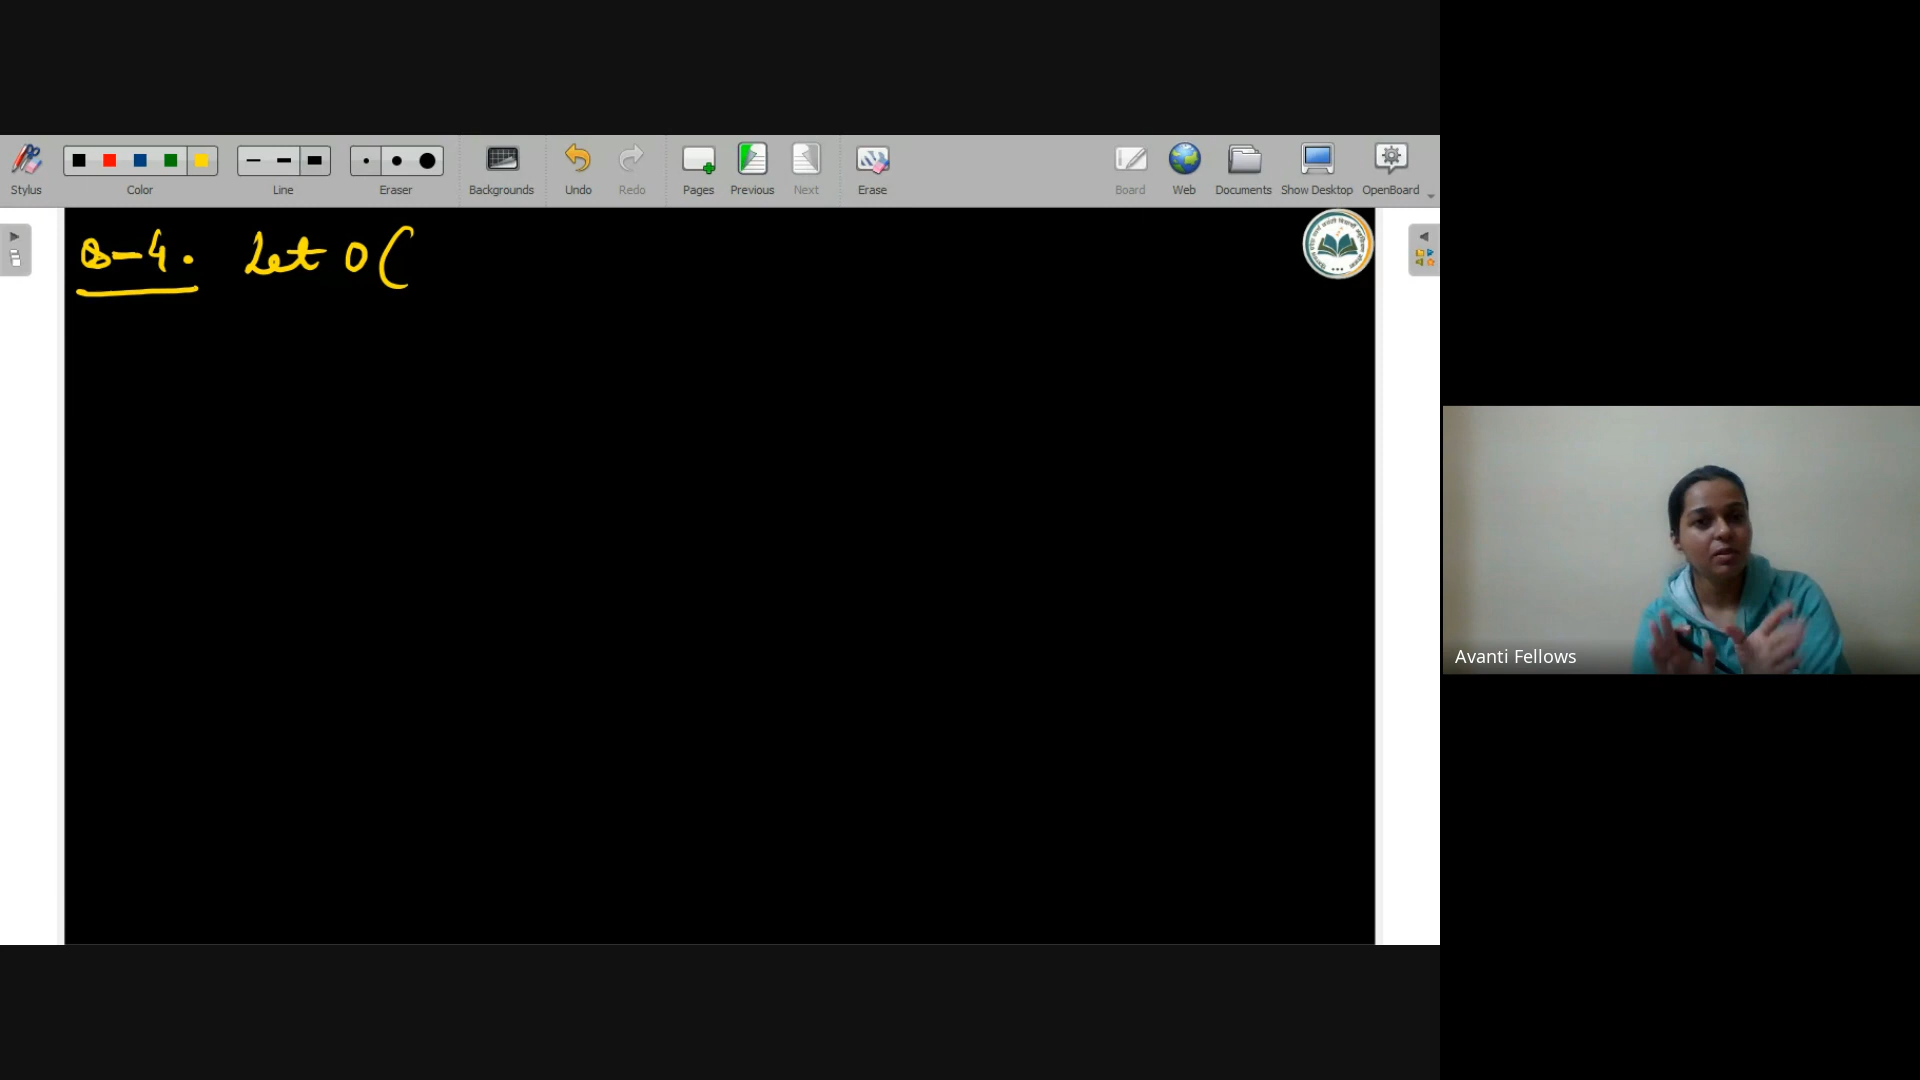 Stylus Color Line Eraser Backgrounds Undo Redo Pages Previous Next Erase Board Web Documents Show Desktop OpenBoard
Q-4. Let O(
Avanti Fellows